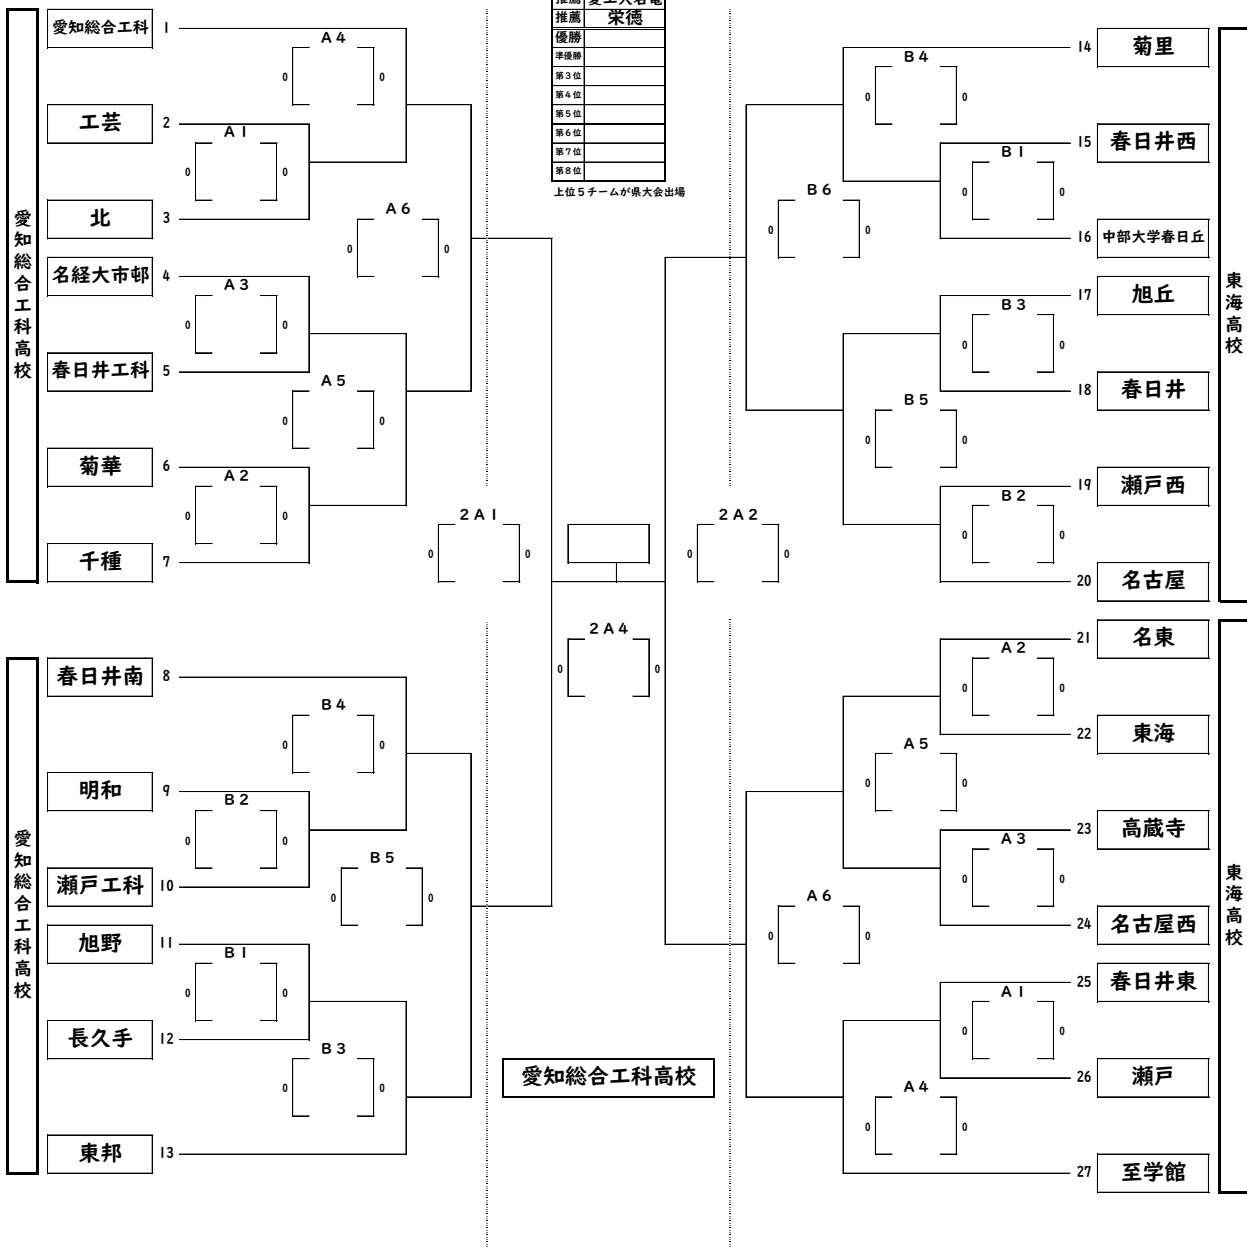 推薦 栄徳
優勝
準優勝
第3位
第4位
第5位
第6位
第7位
第8位
上位5チームが県大会出場
愛知総合工科高校
愛知総合工科 1
A4
0 0
工芸 2
A1
0 0
北 3
A6
0 0
名経大市邨 4
A3
0 0
春日井工科 5
A5
0 0
菊華 6
A2
0 0
千種 7
愛知総合工科高校
春日井南 8
B4
0 0
明和 9
B2
0 0
瀬戸工科 10
B5
0 0
旭野 11
B1
0 0
長久手 12
B3
0 0
東邦 13
2A1
0 0
2A2
0 0
2A4
0 0
愛知総合工科高校
東海高校
14 菊里
B4
0 0
15 春日井西
B1
0 0
16 中部大学春日丘
B6
0 0
17 旭丘
B3
0 0
18 春日井
B5
0 0
19 瀬戸西
B2
0 0
20 名古屋
東海高校
21 名東
A2
0 0
22 東海
A5
0 0
23 高蔵寺
A3
0 0
24 名古屋西
A6
0 0
25 春日井東
A1
0 0
26 瀬戸
A4
0 0
27 至学館